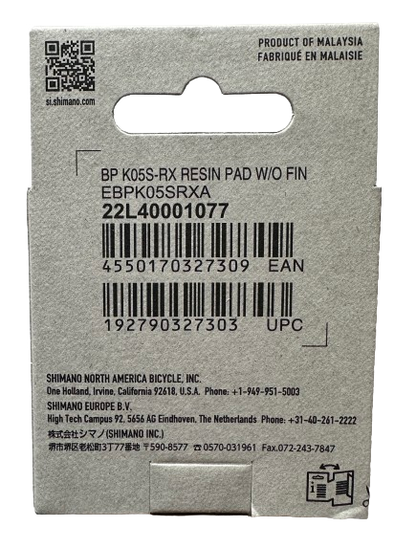 PRODUCT OF MALAYSIA
FABRIQUÉ EN MALAISIE
si.shimano.com
BP K05S-RX RESIN PAD W/O FIN
EBPK05SRXA
22L40001077
4550170327309 EAN
192790327303 UPC
SHIMANO NORTH AMERICA BICYCLE, INC.
One Holland, Irvine, California 92618, U.S.A. Phone: +1-949-951-5003
SHIMANO EUROPE B.V.
High Tech Campus 92, 5656 AG Eindhoven, The Netherlands Phone: +31-40-261-2222
株式会社シマノ(SHIMANO INC.)
堺市堺区老松町3丁77番地 〒590-8577 ☎0570-031961 Fax.072-243-7847